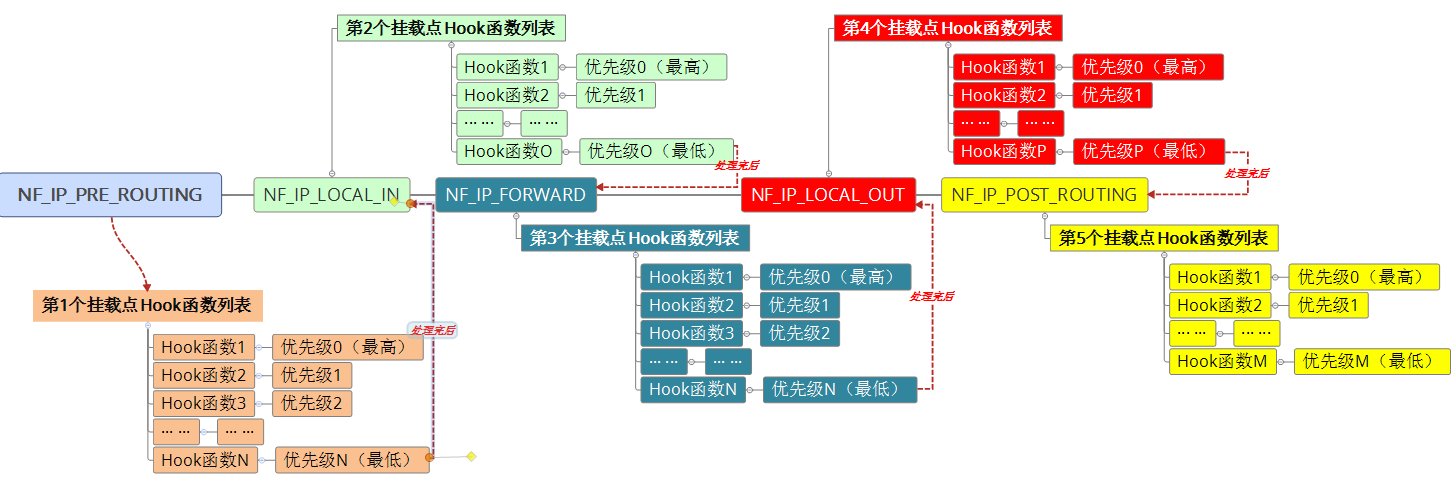 第2个挂载点Hook函数列表
Hook函数1 优先级0（最高）
Hook函数2 优先级1
... ... ... ...
Hook函数O 优先级O（最低）
处理完后
第4个挂载点Hook函数列表
Hook函数1 优先级0（最高）
Hook函数2 优先级1
... ... ... ...
Hook函数P 优先级P（最低）
处理完后
NF_IP_PRE_ROUTING NF_IP_LOCAL_IN NF_IP_FORWARD NF_IP_LOCAL_OUT NF_IP_POST_ROUTING
第1个挂载点Hook函数列表
Hook函数1 优先级0（最高）
Hook函数2 优先级1
Hook函数3 优先级2
... ... ... ...
Hook函数N 优先级N（最低）
处理完后
第3个挂载点Hook函数列表
Hook函数1 优先级0（最高）
Hook函数2 优先级1
Hook函数3 优先级2
... ... ... ...
Hook函数N 优先级N（最低）
处理完后
第5个挂载点Hook函数列表
Hook函数1 优先级0（最高）
Hook函数2 优先级1
... ... ... ...
Hook函数M 优先级M（最低）